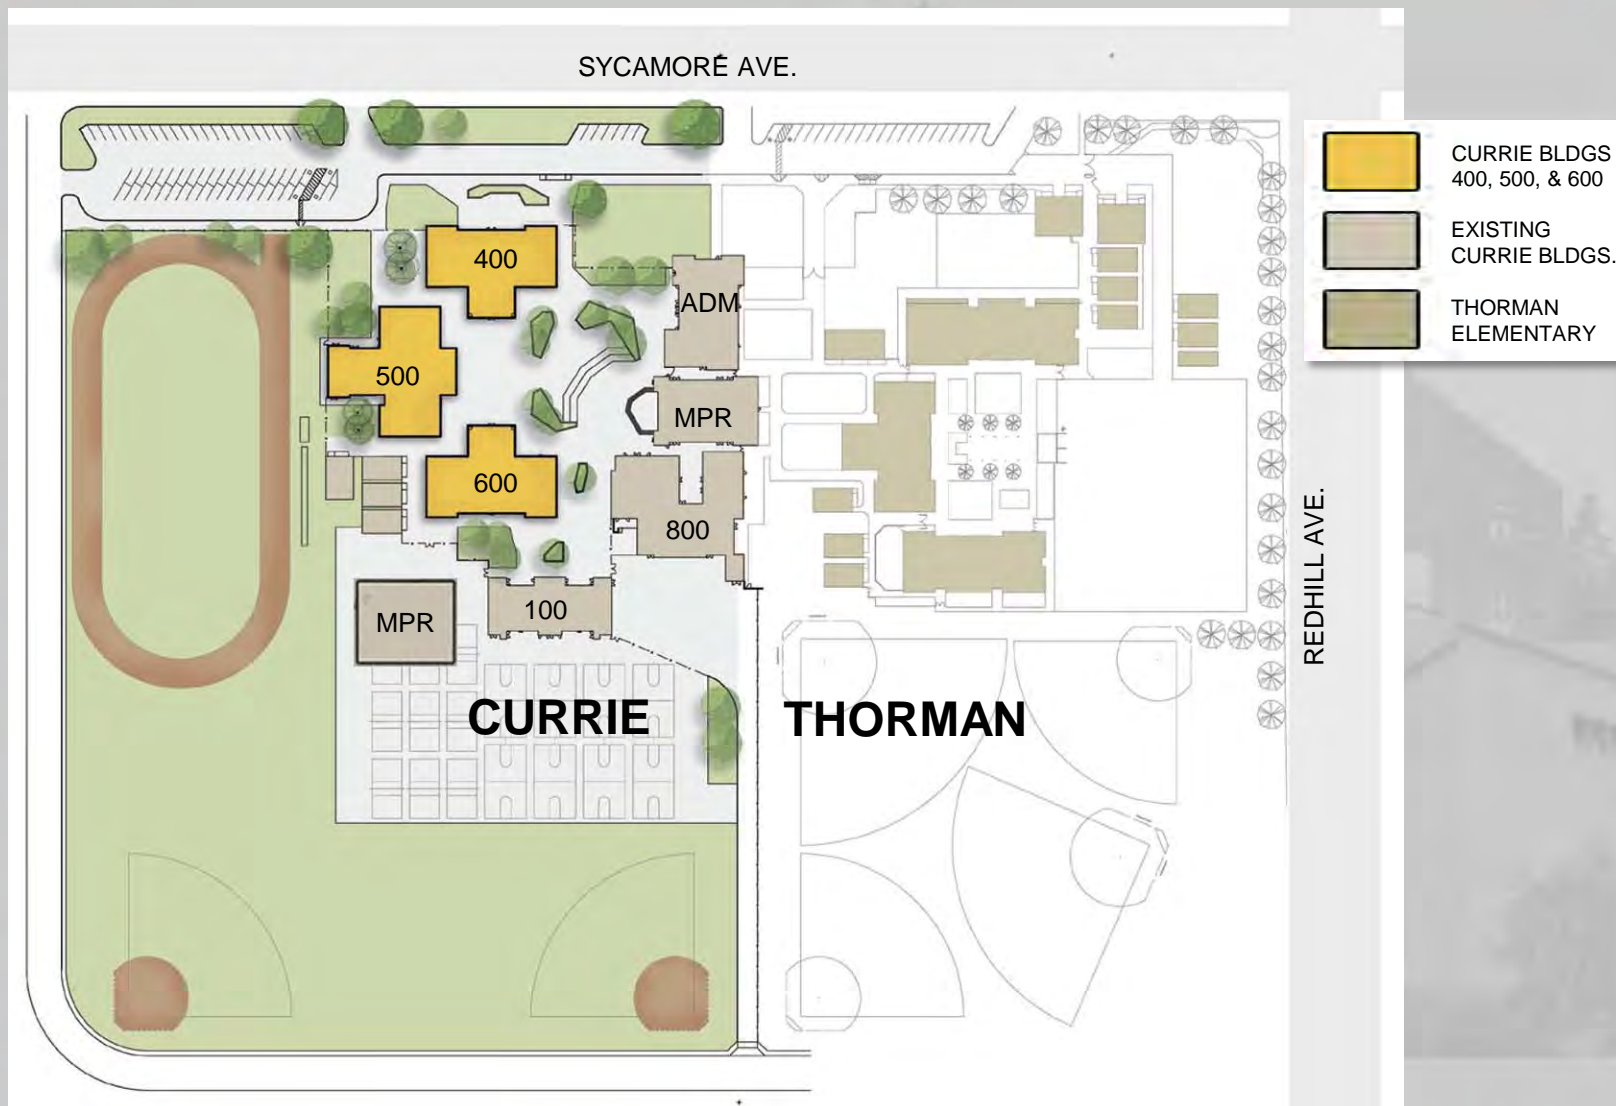 SYCAMORE AVE.
CURRIE BLDGS
400, 500, & 600
EXISTING
CURRIE BLDGS.
THORMAN
ELEMENTARY
400
ADM
500
MPR
600
800
100
MPR
REDHILL AVE.
CURRIE
THORMAN